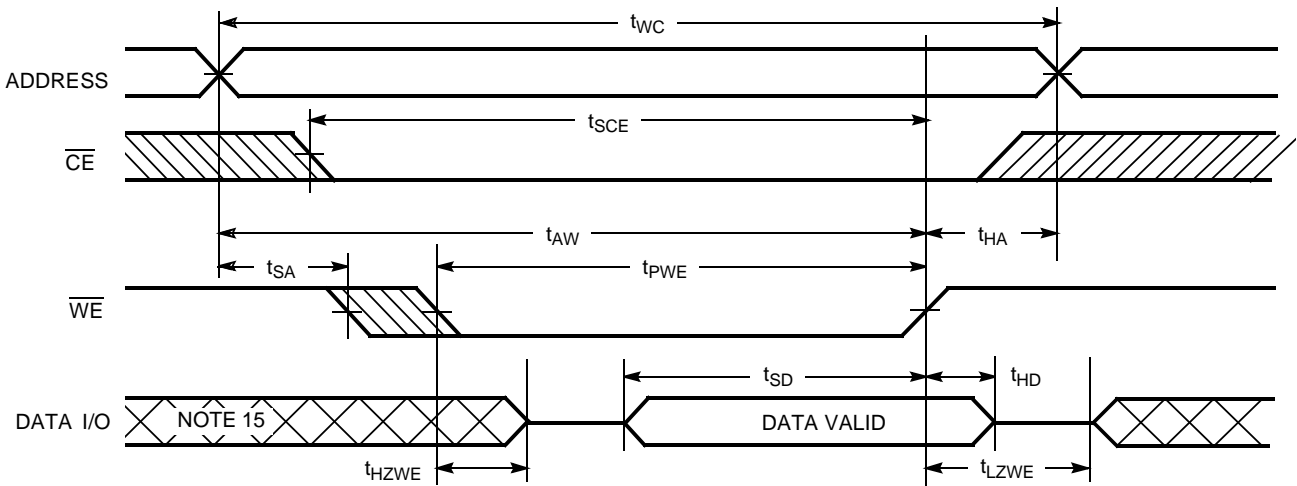 tWC
ADDRESS
tSCE
CE
tAW
tHA
tSA
tPWE
WE
tSD
tHD
DATA I/O
NOTE 15
DATA VALID
tHZWE
tLZWE